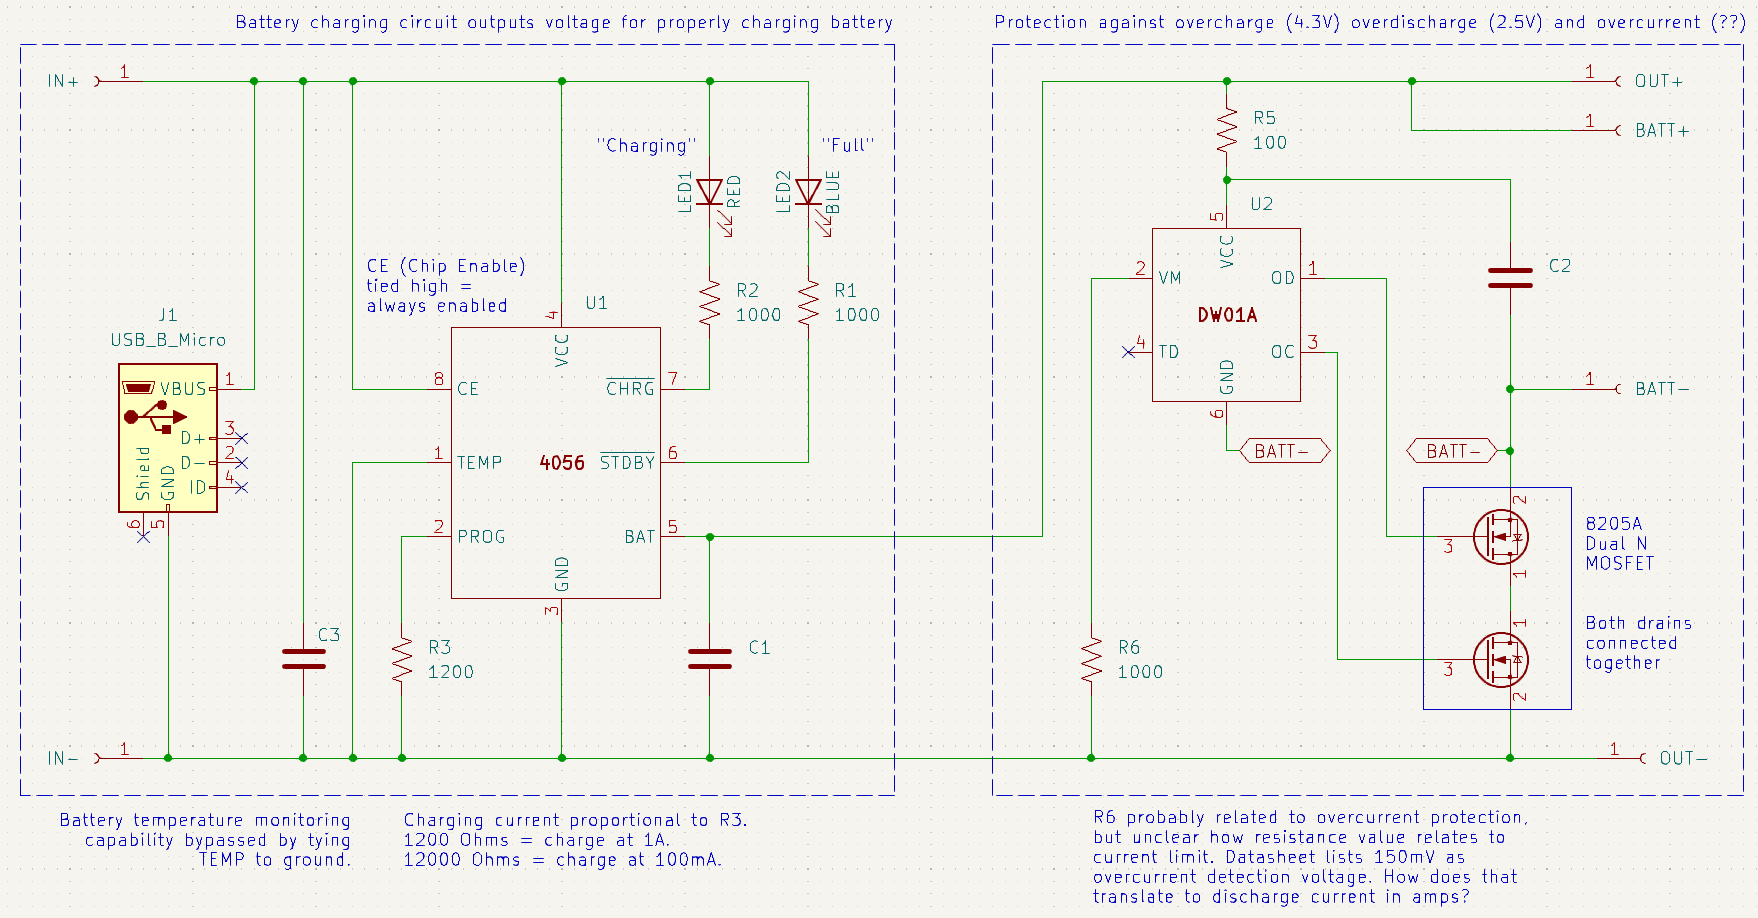 Battery charging circuit outputs voltage for properly charging battery
Protection against overcharge (4.3V) overdischarge (2.5V) and overcurrent (??)
IN+
1
1
OUT+
1
BATT+
R5
100
"Charging"
"Full"
LED1
RED
LED2
BLUE
U2
5
VCC
2
VM
OD
1
DW01A
4
TD
OC
3
GND
6
C2
CE (Chip Enable)
tied high =
always enabled
R2
1000
R1
1000
U1
4
VCC
J1
USB_B_Micro
VBUS
1
D+
3
D-
2
ID
4
Shield
GND
6
5
8
CE
CHRG
7
1
TEMP
4056
STDBY
6
2
PROG
BAT
5
GND
3
1
BATT-
BATT-
BATT-
2
3
1
8205A
Dual N
MOSFET
1
3
2
Both drains
connected
together
C3
R3
1200
C1
R6
1000
IN-
1
1
OUT-
Battery temperature monitoring
capability bypassed by tying
TEMP to ground.
Charging current proportional to R3.
1200 Ohms = charge at 1A.
12000 Ohms = charge at 100mA.
R6 probably related to overcurrent protection,
but unclear how resistance value relates to
current limit. Datasheet lists 150mV as
overcurrent detection voltage. How does that
translate to discharge current in amps?